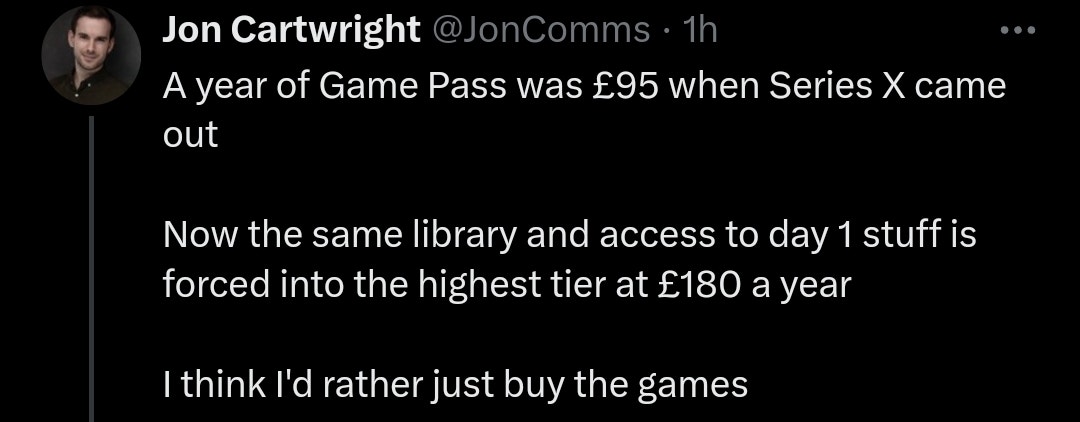 Jon Cartwright @JonComms · 1h
A year of Game Pass was £95 when Series X came
out
Now the same library and access to day 1 stuff is
forced into the highest tier at £180 a year
I think I'd rather just buy the games